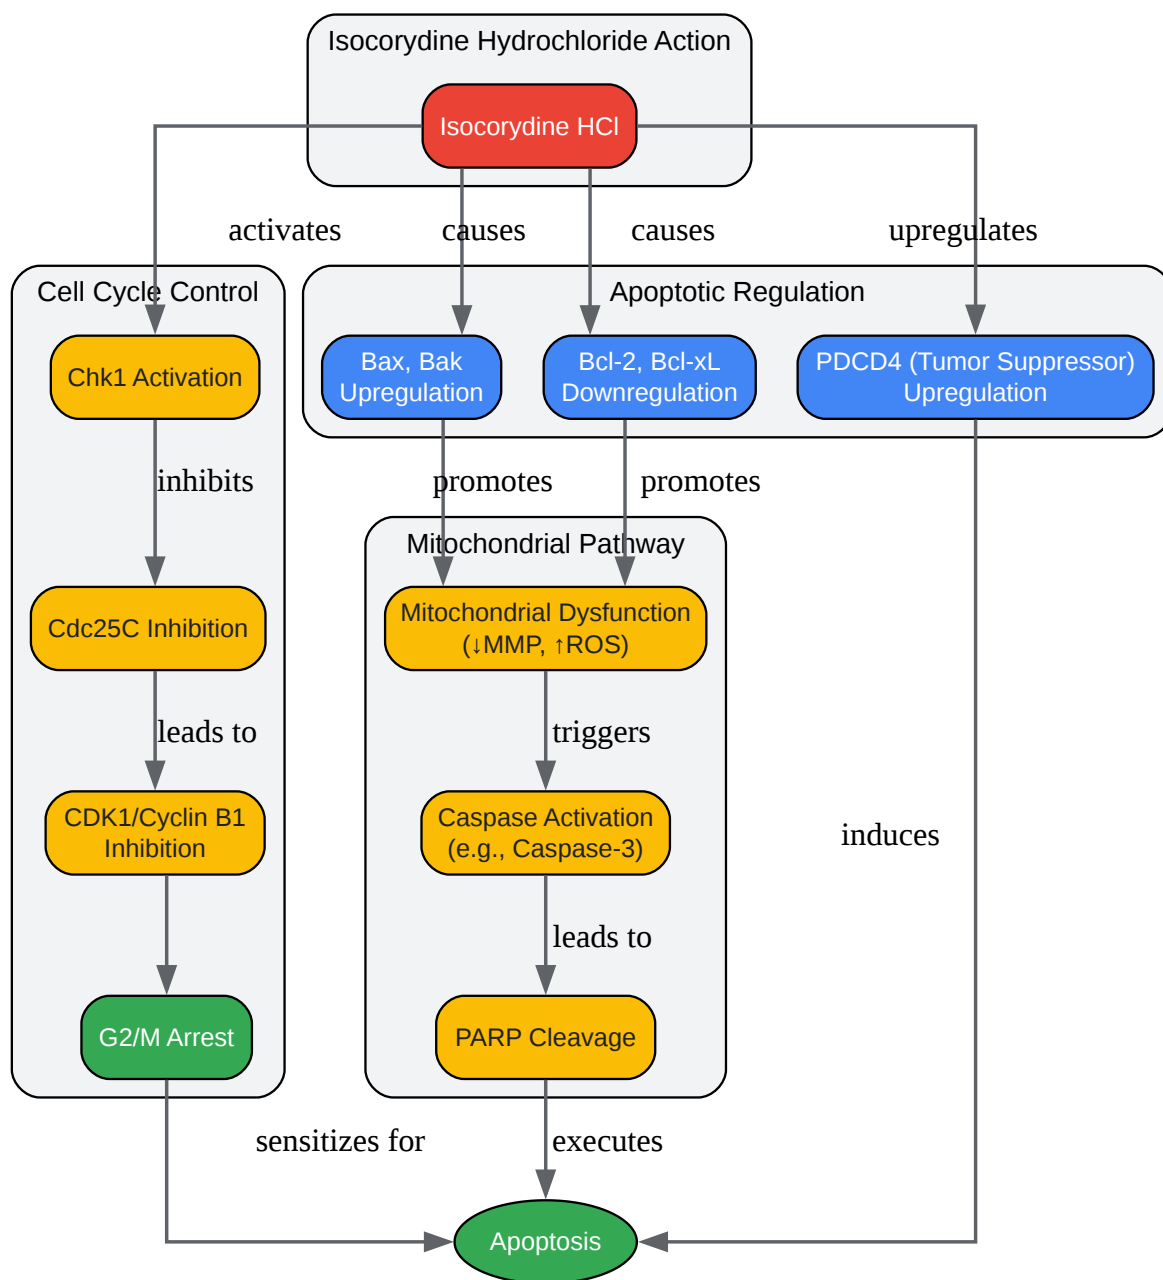 Isocorydine Hydrochloride Action
Isocorydine HCl
activates
causes
causes
upregulates
Cell Cycle Control
Apoptotic Regulation
Chk1 Activation
Bax, Bak
Upregulation
Bcl-2, Bcl-xL
Downregulation
PDCD4 (Tumor Suppressor)
Upregulation
inhibits
promotes
promotes
Mitochondrial Pathway
Cdc25C Inhibition
Mitochondrial Dysfunction
(↓MMP, ↑ROS)
leads to
triggers
CDK1/Cyclin B1
Inhibition
Caspase Activation
(e.g., Caspase-3)
induces
leads to
G2/M Arrest
PARP Cleavage
sensitizes for
executes
Apoptosis